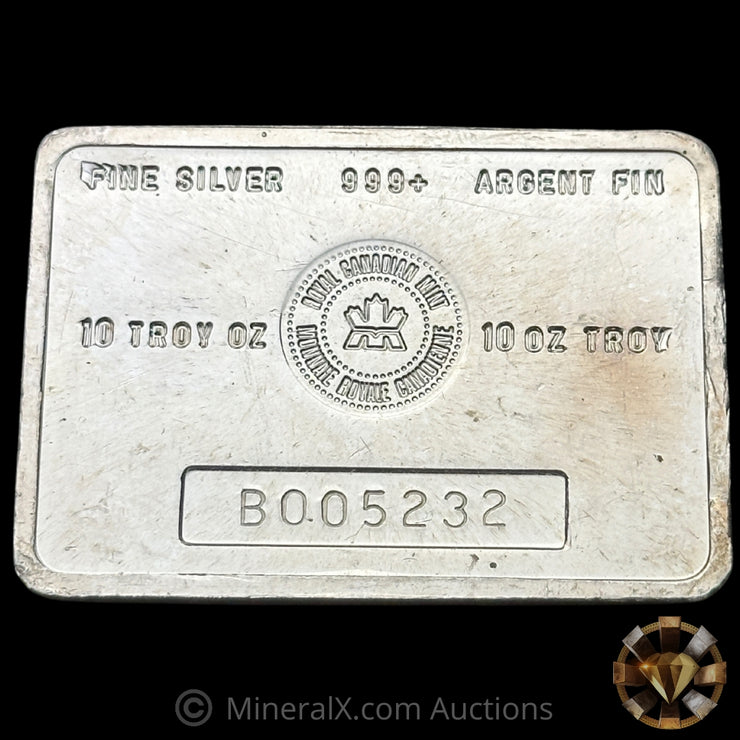 FINE SILVER 999+ ARGENT FIN
ROYAL CANADIAN MINT
10 TROY OZ 10 OZ TROY
MONNAIE ROYALE CANADIENNE
B005232
© MineralX.com Auctions